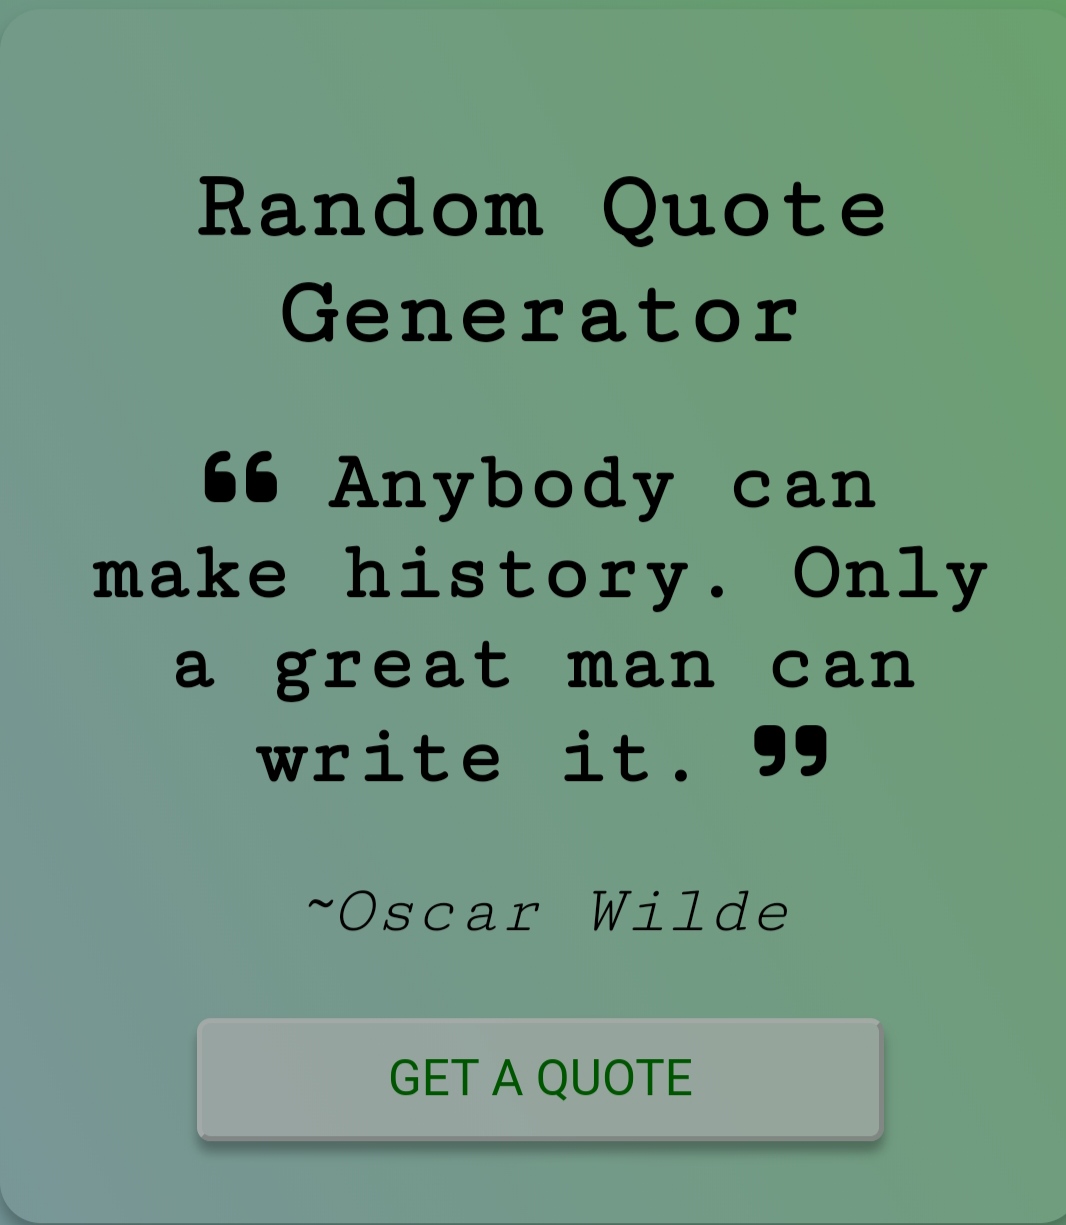 Random Quote
Generator
❝ Anybody can
make history. Only
a great man can
write it. ❞
~Oscar Wilde
GET A QUOTE